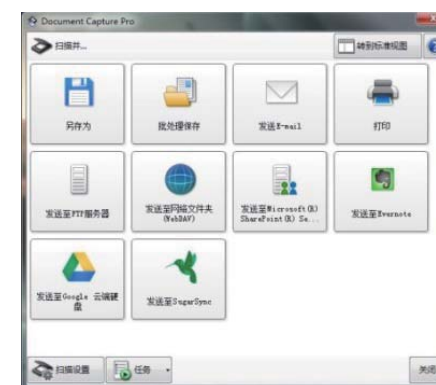 Document Capture Pro
扫描并...
转到标准视图
另存为
批处理保存
发送E-mail
打印
发送至FTP服务器
发送至网络文件夹
(WebDAV)
发送至Microsoft(R)
SharePoint(R) Se...
发送至Evernote
发送至Google 云端硬
盘
发送至SugarSync
扫描设置
任务
关闭